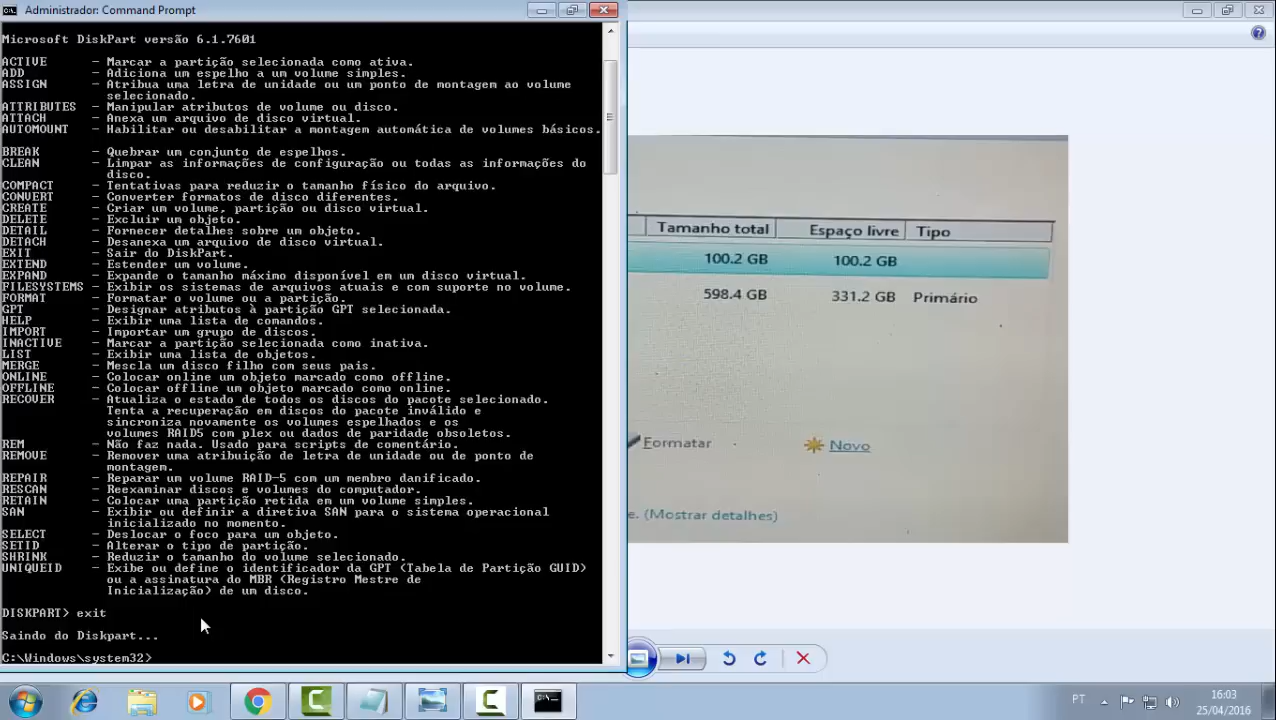 Administrador: Command Prompt
Microsoft DiskPart versão 6.1.7601
ACTIVE – Marcar a partição selecionada como ativa.
ADD – Adiciona um espelho a um volume simples.
ASSIGN – Atribua uma letra de unidade ou um ponto de montagem ao volume
selecionado.
ATTRIBUTES – Manipular atributos de volume ou disco.
ATTACH – Anexa um arquivo de disco virtual.
AUTOMOUNT – Habilitar ou desabilitar a montagem automática de volumes básicos.
BREAK – Quebrar um conjunto de espelhos.
CLEAN – Limpar as informações de configuração ou todas as informações do
disco.
COMPACT – Tentativas para reduzir o tamanho físico do arquivo.
CONVERT – Converter formatos de disco diferentes.
CREATE – Criar um volume, partição ou disco virtual.
DELETE – Excluir um objeto.
DETAIL – Fornecer detalhes sobre um objeto.
DETACH – Desanexa um arquivo de disco virtual.
EXIT – Sair do DiskPart.
EXTEND – Estender um volume.
EXPAND – Expande o tamanho máximo disponível em um disco virtual.
FILESYSTEMS – Exibir os sistemas de arquivos atuais e com suporte no volume.
FORMAT – Formatar o volume ou a partição.
GPT – Designar atributos à partição GPT selecionada.
HELP – Exibir uma lista de comandos.
IMPORT – Importar um grupo de discos.
INACTIVE – Marcar a partição selecionada como inativa.
LIST – Exibir uma lista de objetos.
MERGE – Mescla um disco filho com seus pais.
ONLINE – Colocar online um objeto marcado como offline.
OFFLINE – Colocar offline um objeto marcado como online.
RECOVER – Atualiza o estado de todos os discos do pacote selecionado.
Tenta a recuperação em discos do pacote inválido e
sincroniza novamente os volumes espelhados e os
volumes RAID5 com plex ou dados de paridade obsoletos.
REM – Não faz nada. Usado para scripts de comentário.
REMOVE – Remover uma atribuição de letra de unidade ou de ponto de
montagem.
REPAIR – Reparar um volume RAID-5 com um membro danificado.
RESCAN – Reexaminar discos e volumes do computador.
RETAIN – Colocar uma partição retida em um volume simples.
SAN – Exibir ou definir a diretiva SAN para o sistema operacional
inicializado no momento.
SELECT – Deslocar o foco para um objeto.
SETID – Alterar o tipo de partição.
SHRINK – Reduzir o tamanho do volume selecionado.
UNIQUEID – Exibe ou define o identificador da GPT (Tabela de Partição GUID)
ou a assinatura do MBR (Registro Mestre de
Inicialização) de um disco.
DISKPART> exit
Saindo do Diskpart...
C:\Windows\system32>
Tamanho total Espaço livre Tipo
100.2 GB 100.2 GB
598.4 GB 331.2 GB Primário
Formatar Novo
e. (Mostrar detalhes)
PT
16:03
25/04/2016